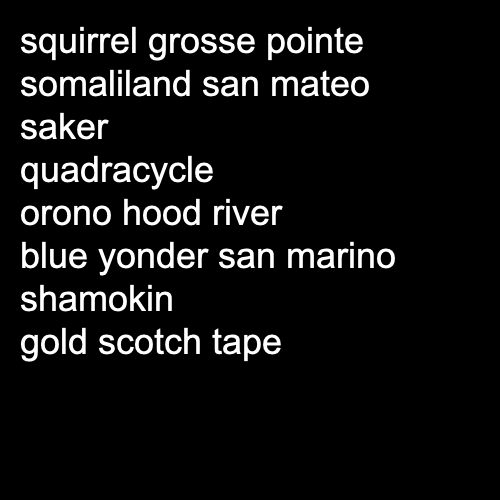 squirrel grosse pointe
somaliland san mateo
saker
quadracycle
orono hood river
blue yonder san marino
shamokin
gold scotch tape